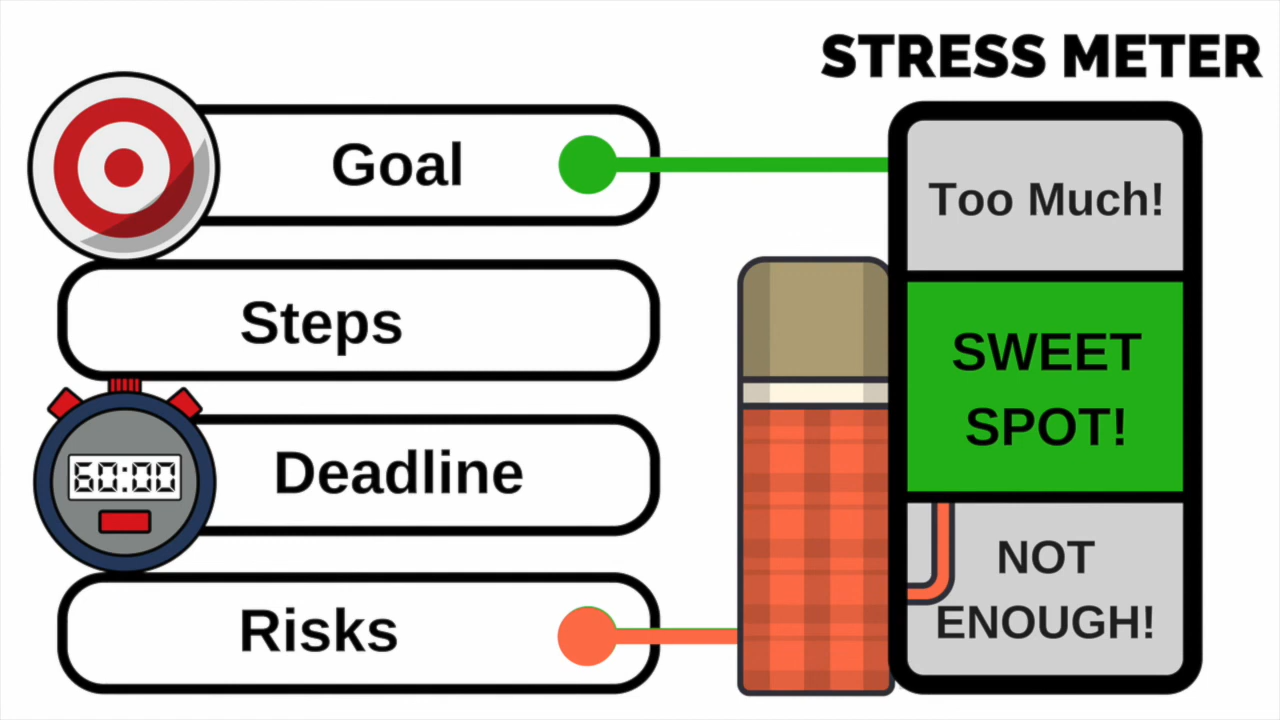 STRESS METER
Goal
Too Much!
Steps
SWEET
SPOT!
Deadline
60:00
NOT
ENOUGH!
Risks